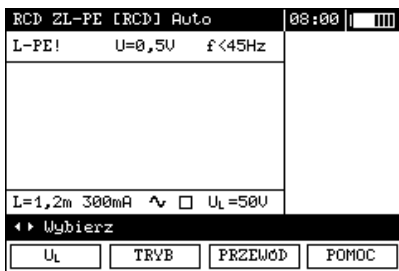 RCD ZL-PE [RCD] Auto 08:00
L-PE! U=0,5V f<45Hz
L=1,2m 300mA ∿ □ UL=50V
Wybierz
UL TRYB PRZEWÓD POMOC